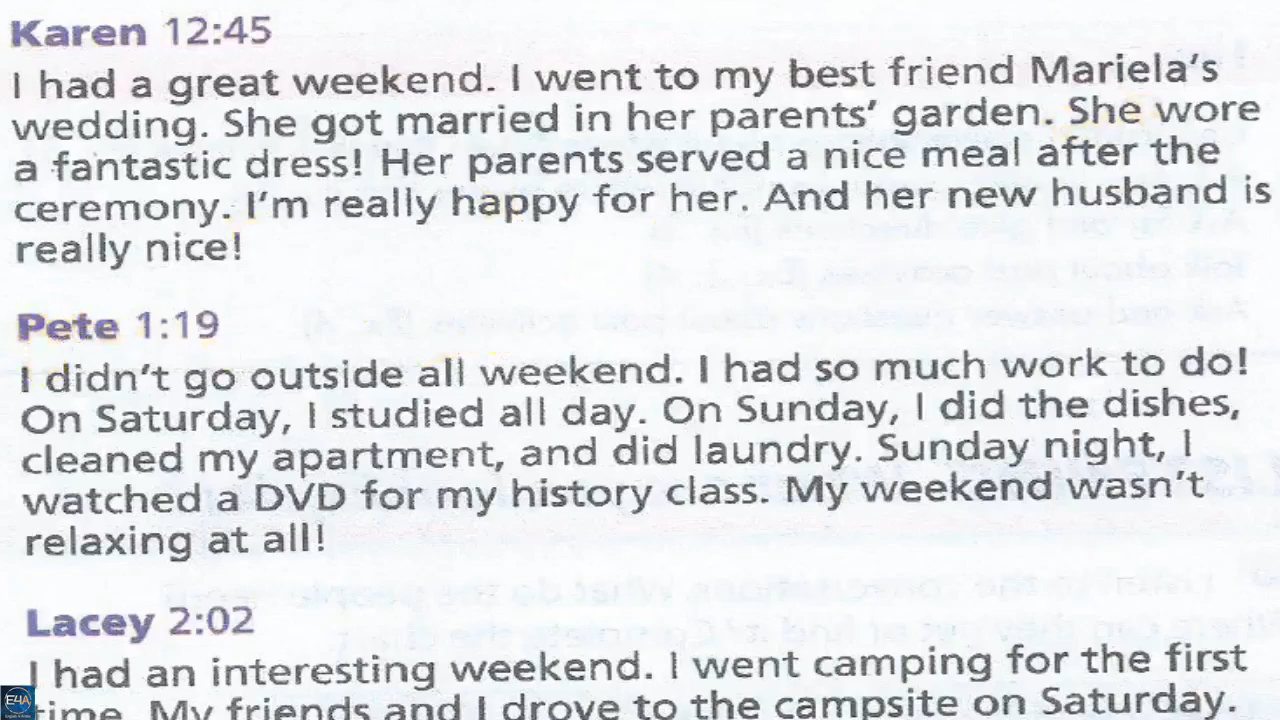 Karen 12:45
I had a great weekend. I went to my best friend Mariela's
wedding. She got married in her parents' garden. She wore
a fantastic dress! Her parents served a nice meal after the
ceremony. I'm really happy for her. And her new husband is
really nice!
Pete 1:19
I didn't go outside all weekend. I had so much work to do!
On Saturday, I studied all day. On Sunday, I did the dishes,
cleaned my apartment, and did laundry. Sunday night, I
watched a DVD for my history class. My weekend wasn't
relaxing at all!
Lacey 2:02
I had an interesting weekend. I went camping for the first
time. My friends and I drove to the campsite on Saturday.
E4A